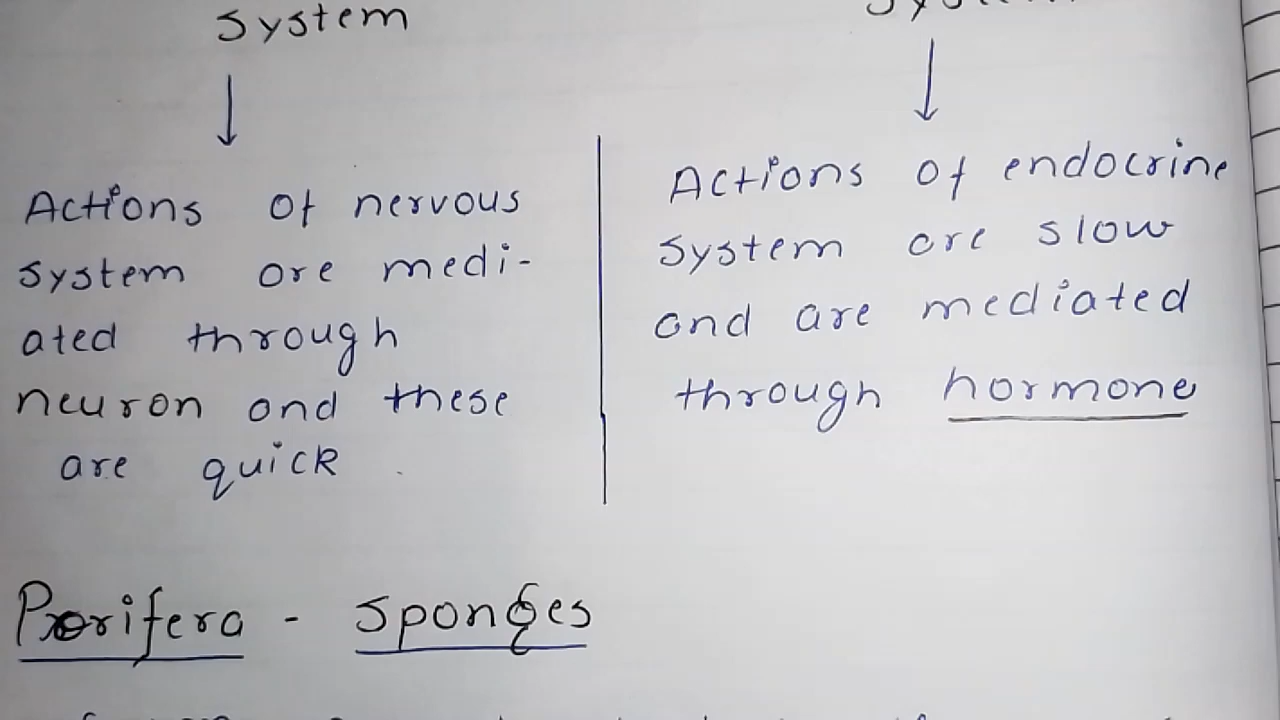 System
System
Actions of nervous
system are medi-
ated through
neuron and these
are quick
Actions of endocrine
system are slow
and are mediated
through hormone
Porifera - Sponges